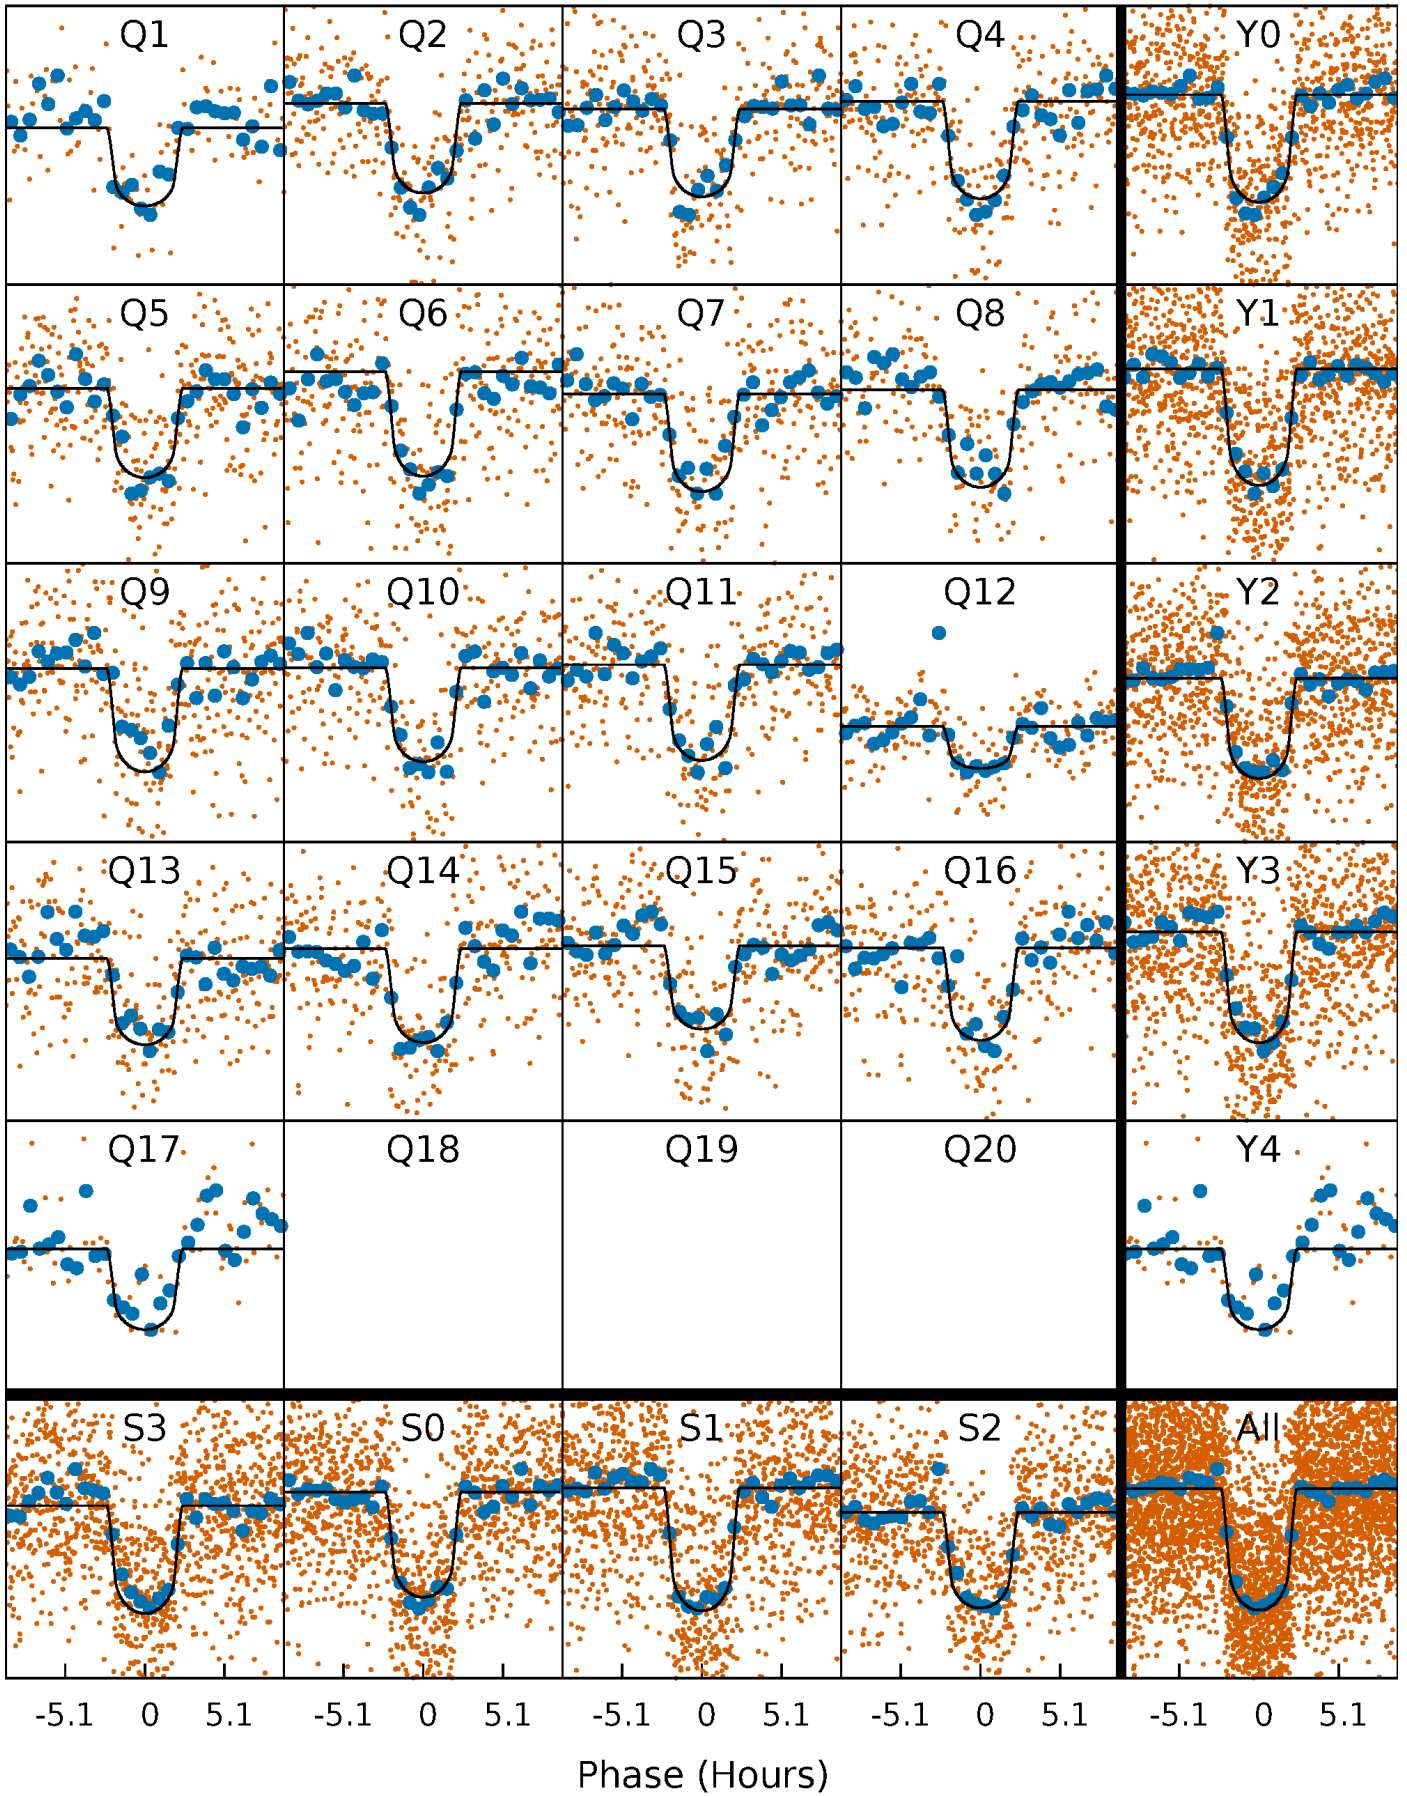 Q1 Q2 Q3 Q4 Y0
Q5 Q6 Q7 Q8 Y1
Q9 Q10 Q11 Q12 Y2
Q13 Q14 Q15 Q16 Y3
Q17 Q18 Q19 Q20 Y4
S3 S0 S1 S2 All
-5.1 0 5.1 -5.1 0 5.1 -5.1 0 5.1 -5.1 0 5.1 -5.1 0 5.1
Phase (Hours)